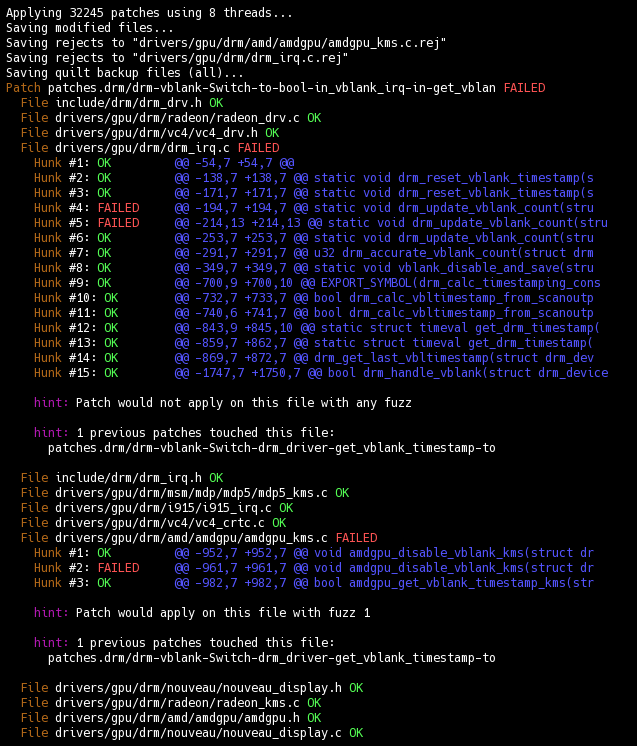 Applying 32245 patches using 8 threads...
Saving modified files...
Saving rejects to "drivers/gpu/drm/amd/amdgpu/amdgpu_kms.c.rej"
Saving rejects to "drivers/gpu/drm/drm_irq.c.rej"
Saving quilt backup files (all)...
Patch patches.drm/drm-vblank-Switch-to-bool-in_vblank_irq-in-get_vblan FAILED
File include/drm/drm_drv.h OK
File drivers/gpu/drm/radeon/radeon_drv.c OK
File drivers/gpu/drm/vc4/vc4_drv.h OK
File drivers/gpu/drm/drm_irq.c FAILED
Hunk #1: OK @@ -54,7 +54,7 @@
Hunk #2: OK @@ -138,7 +138,7 @@ static void drm_reset_vblank_timestamp(s
Hunk #3: OK @@ -171,7 +171,7 @@ static void drm_reset_vblank_timestamp(s
Hunk #4: FAILED @@ -194,7 +194,7 @@ static void drm_update_vblank_count(stru
Hunk #5: FAILED @@ -214,13 +214,13 @@ static void drm_update_vblank_count(stru
Hunk #6: OK @@ -253,7 +253,7 @@ static void drm_update_vblank_count(stru
Hunk #7: OK @@ -291,7 +291,7 @@ u32 drm_accurate_vblank_count(struct drm
Hunk #8: OK @@ -349,7 +349,7 @@ static void vblank_disable_and_save(stru
Hunk #9: OK @@ -700,9 +700,10 @@ EXPORT_SYMBOL(drm_calc_timestamping_cons
Hunk #10: OK @@ -732,7 +733,7 @@ bool drm_calc_vbltimestamp_from_scanoutp
Hunk #11: OK @@ -740,6 +741,7 @@ bool drm_calc_vbltimestamp_from_scanoutp
Hunk #12: OK @@ -843,9 +845,10 @@ static struct timeval get_drm_timestamp(
Hunk #13: OK @@ -859,7 +862,7 @@ static struct timeval get_drm_timestamp(
Hunk #14: OK @@ -869,7 +872,7 @@ drm_get_last_vbltimestamp(struct drm_dev
Hunk #15: OK @@ -1747,7 +1750,7 @@ bool drm_handle_vblank(struct drm_device
hint: Patch would not apply on this file with any fuzz
hint: 1 previous patches touched this file:
patches.drm/drm-vblank-Switch-drm_driver-get_vblank_timestamp-to
File include/drm/drm_irq.h OK
File drivers/gpu/drm/msm/mdp/mdp5/mdp5_kms.c OK
File drivers/gpu/drm/i915/i915_irq.c OK
File drivers/gpu/drm/vc4/vc4_crtc.c OK
File drivers/gpu/drm/amd/amdgpu/amdgpu_kms.c FAILED
Hunk #1: OK @@ -952,7 +952,7 @@ void amdgpu_disable_vblank_kms(struct dr
Hunk #2: FAILED @@ -961,7 +961,7 @@ void amdgpu_disable_vblank_kms(struct dr
Hunk #3: OK @@ -982,7 +982,7 @@ bool amdgpu_get_vblank_timestamp_kms(str
hint: Patch would apply on this file with fuzz 1
hint: 1 previous patches touched this file:
patches.drm/drm-vblank-Switch-drm_driver-get_vblank_timestamp-to
File drivers/gpu/drm/nouveau/nouveau_display.h OK
File drivers/gpu/drm/radeon/radeon_kms.c OK
File drivers/gpu/drm/amd/amdgpu/amdgpu.h OK
File drivers/gpu/drm/nouveau/nouveau_display.c OK